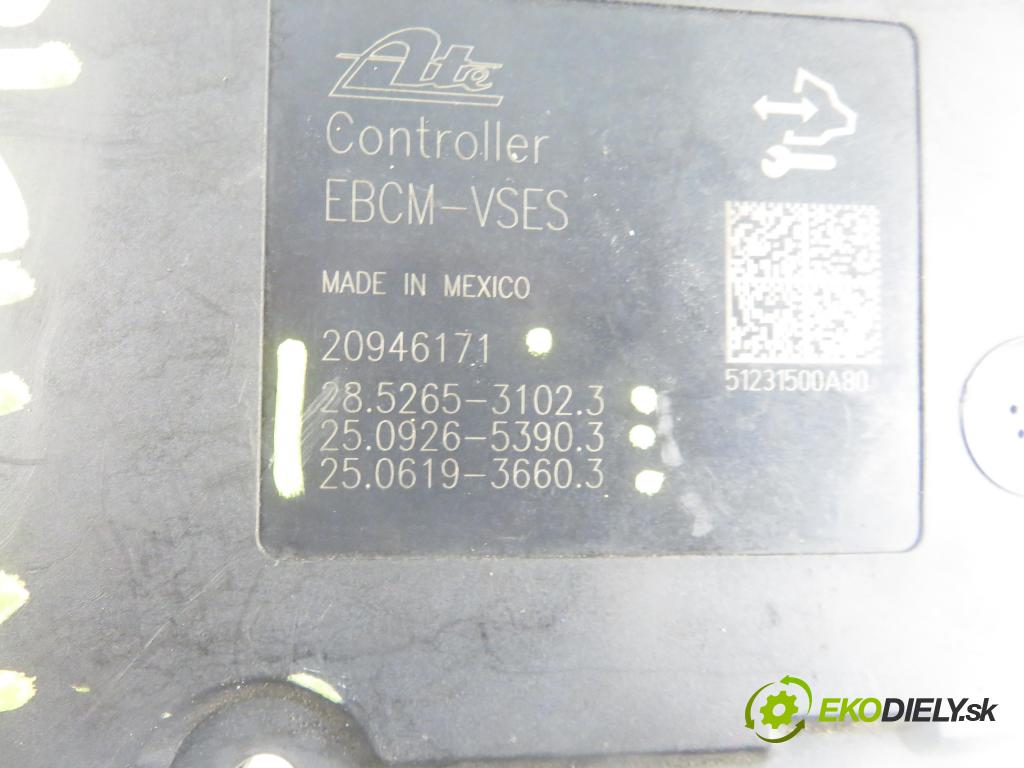 Ate
Controller
EBCM-VSES
MADE IN MEXICO
20946171
28.5265-3102.3
25.0926-5390.3
25.0619-3660.3
51231500A80
EKODIELY.sk